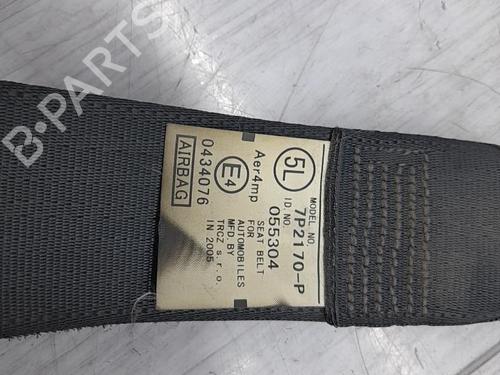 MODEL NO.
5L 7P2170-P
ID.NO.
055304
Aer4mp
SEAT BELT
FOR
AUTOMOBILES
MFD.BY
TRCZ s.r.o.
IN 2005
E4
0434076
AIRBAG
B-PARTS